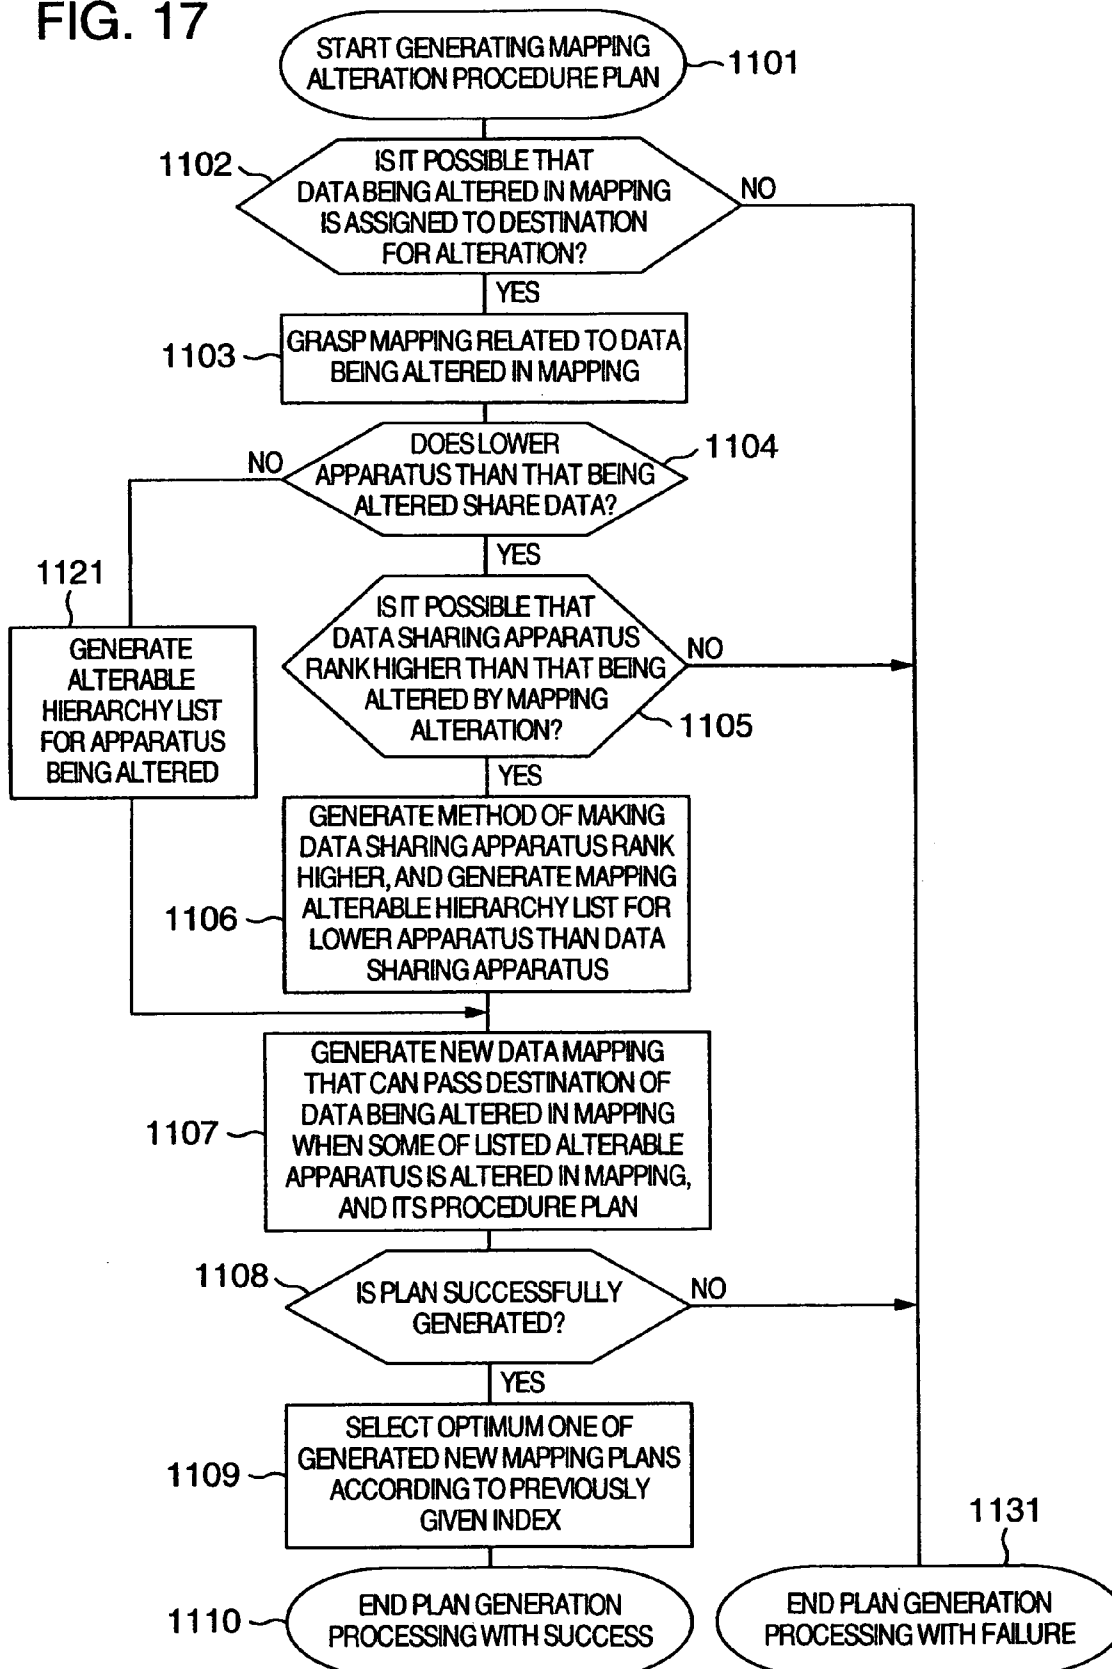 FIG. 17
START GENERATING MAPPING
ALTERATION PROCEDURE PLAN
1101
1102
IS IT POSSIBLE THAT
DATA BEING ALTERED IN MAPPING
IS ASSIGNED TO DESTINATION
FOR ALTERATION?
NO
YES
1103
GRASP MAPPING RELATED TO DATA
BEING ALTERED IN MAPPING
DOES LOWER
APPARATUS THAN THAT BEING
ALTERED SHARE DATA?
1104
NO
YES
1121
GENERATE
ALTERABLE
HIERARCHY LIST
FOR APPARATUS
BEING ALTERED
IS IT POSSIBLE THAT
DATA SHARING APPARATUS
RANK HIGHER THAN THAT BEING
ALTERED BY MAPPING
ALTERATION?
NO
1105
YES
1106
GENERATE METHOD OF MAKING
DATA SHARING APPARATUS RANK
HIGHER, AND GENERATE MAPPING
ALTERABLE HIERARCHY LIST FOR
LOWER APPARATUS THAN DATA
SHARING APPARATUS
1107
GENERATE NEW DATA MAPPING
THAT CAN PASS DESTINATION OF
DATA BEING ALTERED IN MAPPING
WHEN SOME OF LISTED ALTERABLE
APPARATUS IS ALTERED IN MAPPING,
AND ITS PROCEDURE PLAN
1108
IS PLAN SUCCESSFULLY
GENERATED?
NO
YES
1109
SELECT OPTIMUM ONE OF
GENERATED NEW MAPPING PLANS
ACCORDING TO PREVIOUSLY
GIVEN INDEX
1110
END PLAN GENERATION
PROCESSING WITH SUCCESS
1131
END PLAN GENERATION
PROCESSING WITH FAILURE